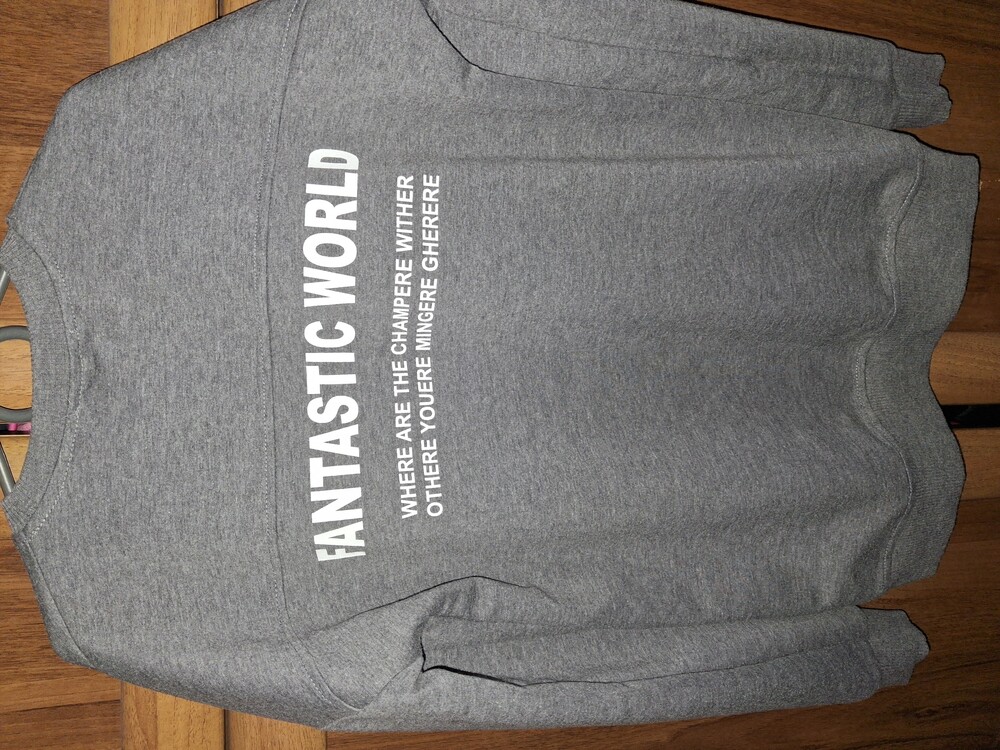 FANTASTIC WORLD
WHERE ARE THE CHAMPERE WITHER
OTHERE YOUERE MINGERE GHERERE